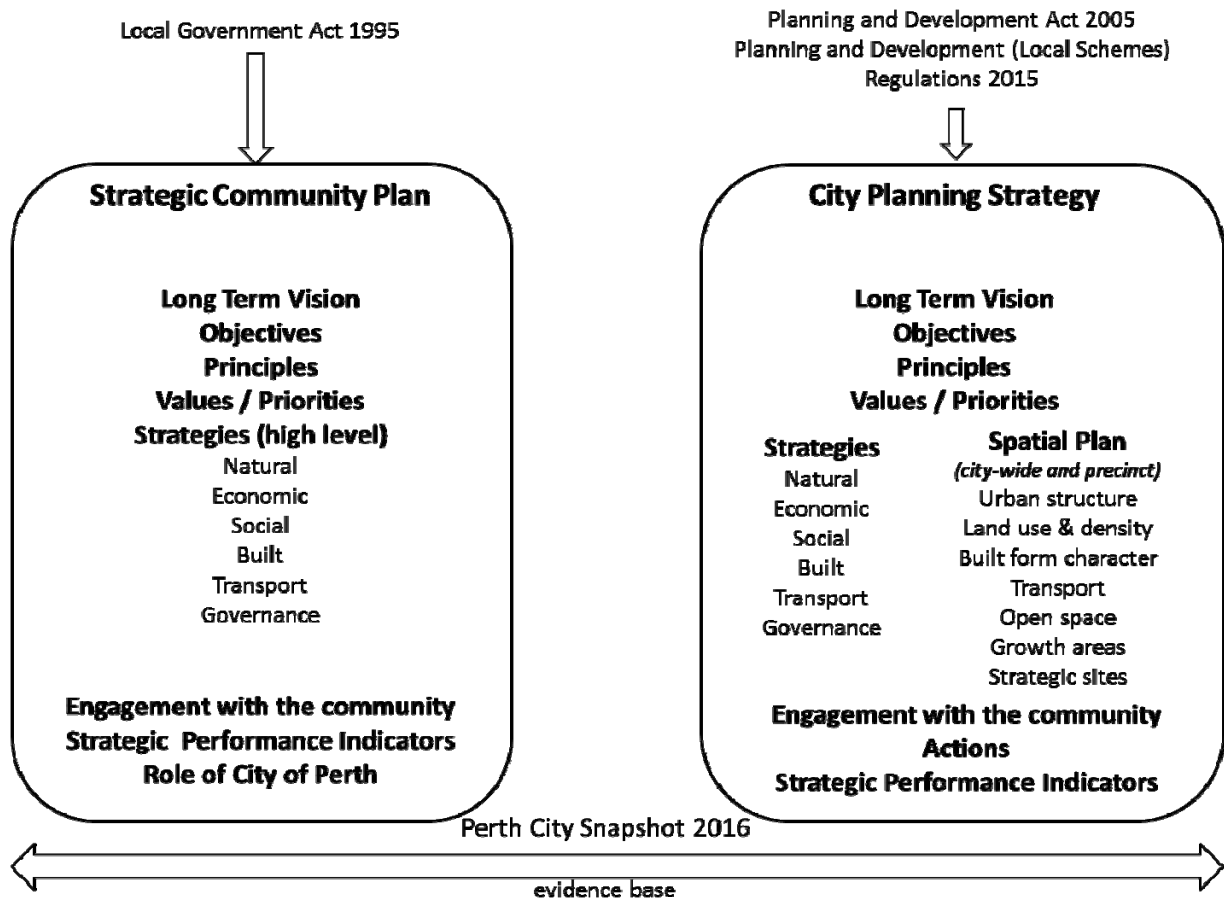 Local Government Act 1995
Planning and Development Act 2005
Planning and Development (Local Schemes)
Regulations 2015
Strategic Community Plan
Long Term Vision
Objectives
Principles
Values / Priorities
Strategies (high level)
Natural
Economic
Social
Built
Transport
Governance
Engagement with the community
Strategic Performance Indicators
Role of City of Perth
City Planning Strategy
Long Term Vision
Objectives
Principles
Values / Priorities
Strategies
Natural
Economic
Social
Built
Transport
Governance
Spatial Plan
(city-wide and precinct)
Urban structure
Land use & density
Built form character
Transport
Open space
Growth areas
Strategic sites
Engagement with the community
Actions
Strategic Performance Indicators
Perth City Snapshot 2016
evidence base